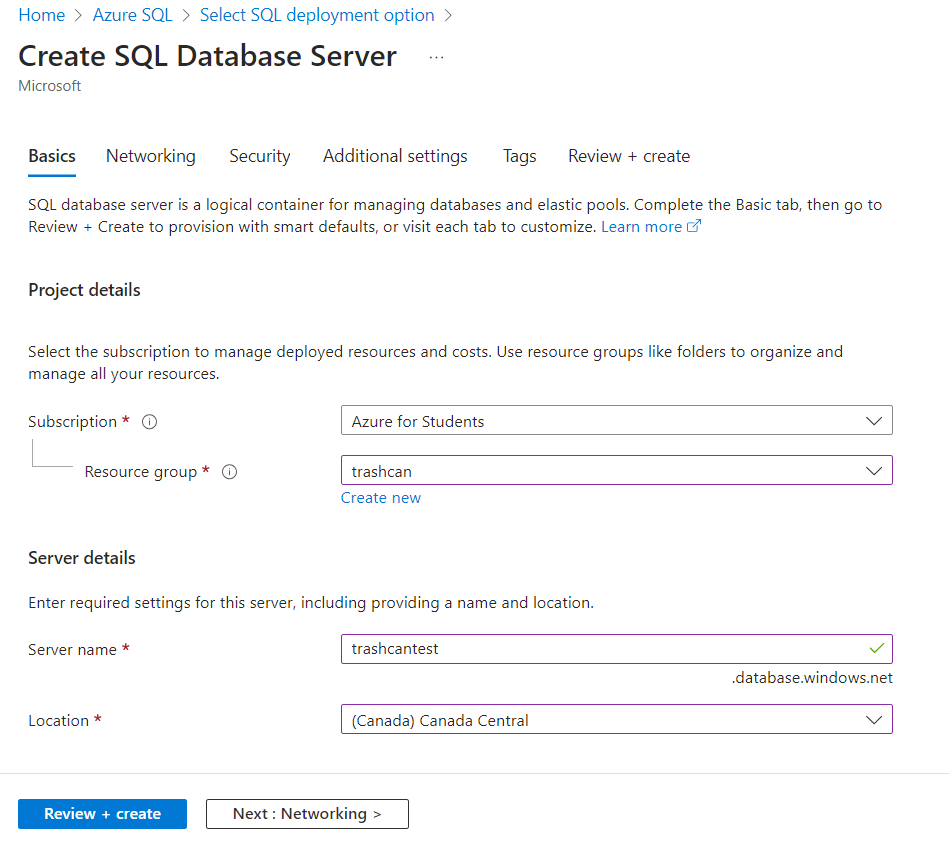 Home > Azure SQL > Select SQL deployment option >
Create SQL Database Server ...
Microsoft
Basics Networking Security Additional settings Tags Review + create
SQL database server is a logical container for managing databases and elastic pools. Complete the Basic tab, then go to
Review + Create to provision with smart defaults, or visit each tab to customize. Learn more
Project details
Select the subscription to manage deployed resources and costs. Use resource groups like folders to organize and
manage all your resources.
Subscription * Azure for Students
Resource group * trashcan
Create new
Server details
Enter required settings for this server, including providing a name and location.
Server name * trashcantest
.database.windows.net
Location * (Canada) Canada Central
Review + create Next : Networking >